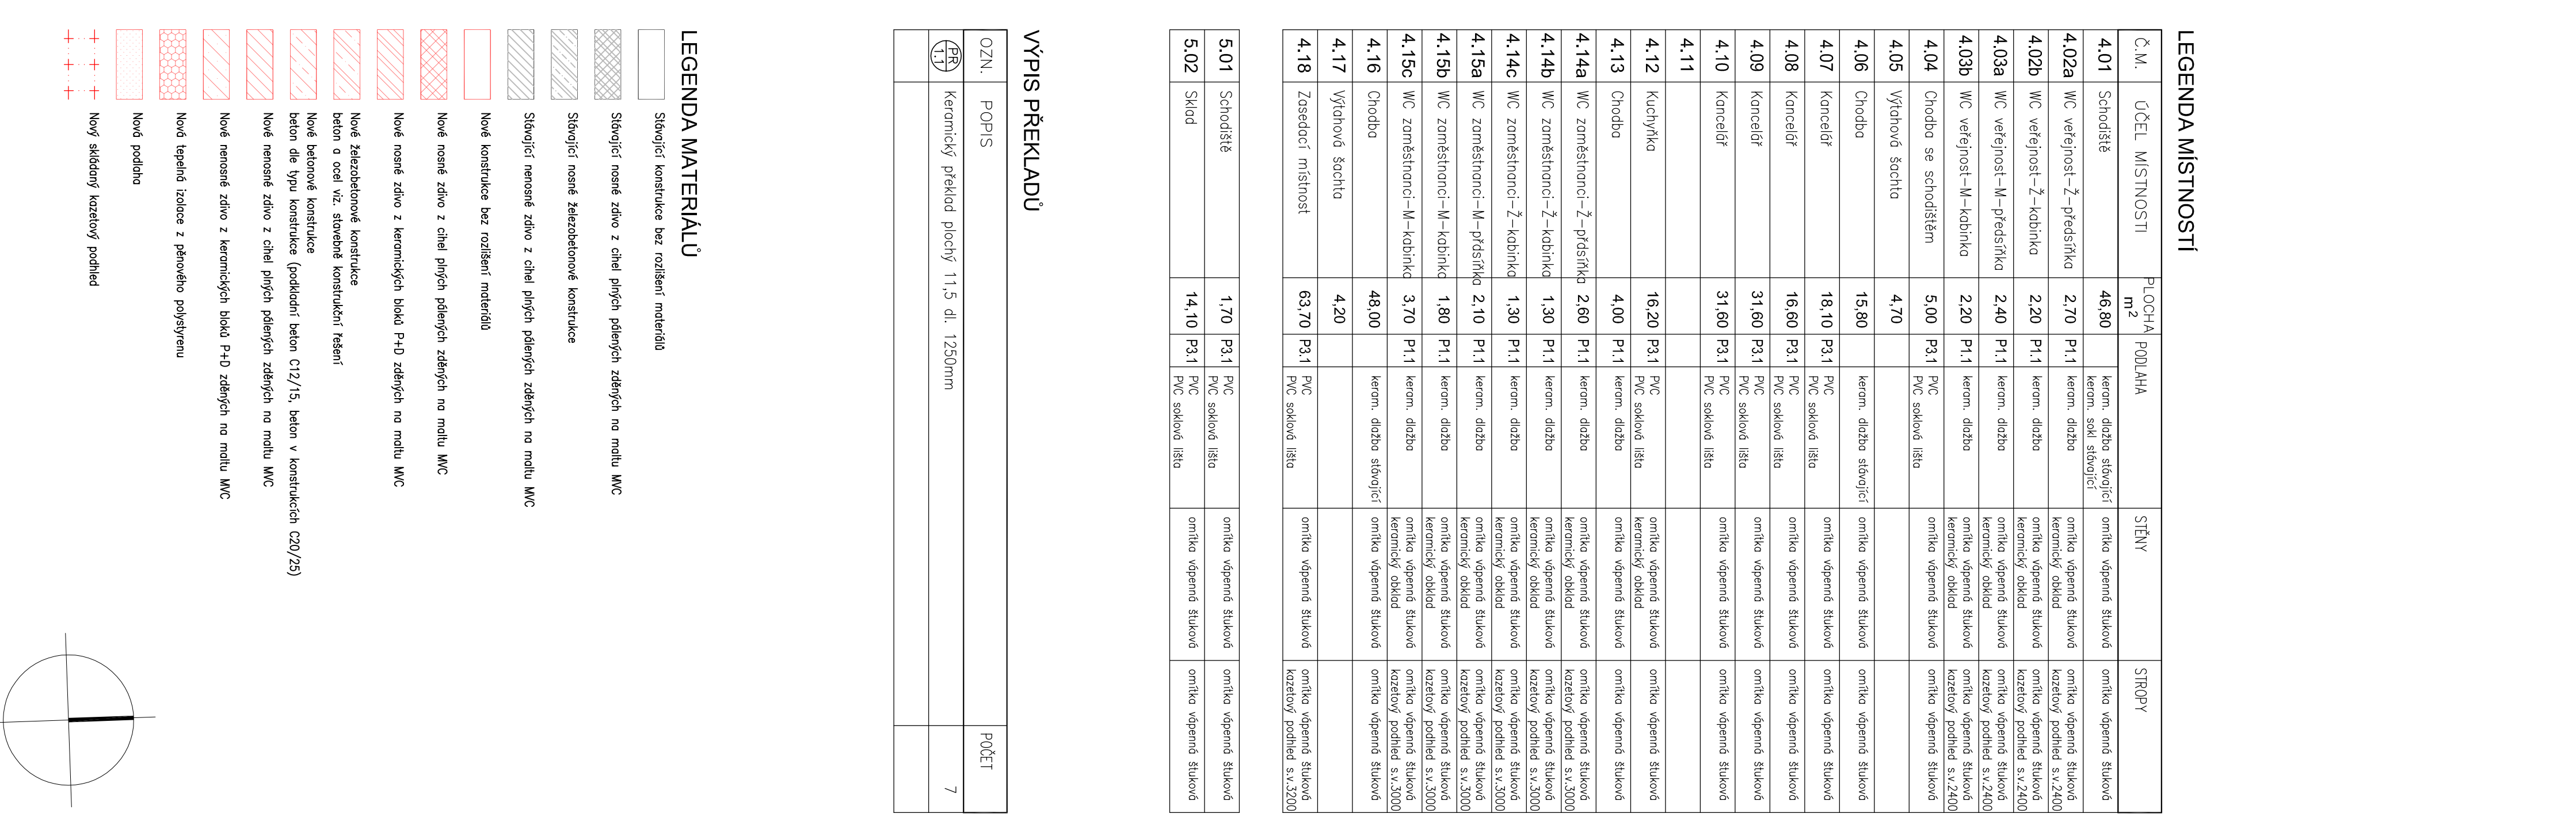 LEGENDA MÍSTNOSTÍ
Č.M. ÚČEL MÍSTNOSTI PLOCHA m² PODLAHA STĚNY STROPY
4.01 Schodiště 46,80 keram. dlažba stávající omítka vápenná štuková omítka vápenná štuková
keram. sokl stávající
4.02a WC veřejnost-Ž-předsíňka 2,70 P1.1 keram. dlažba omítka vápenná štuková omítka vápenná štuková
keramický obklad kazetový podhled s.v.2400
4.02b WC veřejnost-Ž-kabinka 2,20 P1.1 keram. dlažba omítka vápenná štuková omítka vápenná štuková
keramický obklad kazetový podhled s.v.2400
4.03a WC veřejnost-M-předsíňka 2,40 P1.1 keram. dlažba omítka vápenná štuková omítka vápenná štuková
keramický obklad kazetový podhled s.v.2400
4.03b WC veřejnost-M-kabinka 2,20 P1.1 keram. dlažba omítka vápenná štuková omítka vápenná štuková
keramický obklad kazetový podhled s.v.2400
4.04 Chodba se schodištěm 5,00 P3.1 PVC omítka vápenná štuková omítka vápenná štuková
PVC soklová lišta
4.05 Výtahová šachta 4,70
4.06 Chodba 15,80 keram. dlažba stávající omítka vápenná štuková omítka vápenná štuková
4.07 Kancelář 18,10 P3.1 PVC omítka vápenná štuková omítka vápenná štuková
PVC soklová lišta
4.08 Kancelář 16,60 P3.1 PVC omítka vápenná štuková omítka vápenná štuková
PVC soklová lišta
4.09 Kancelář 31,60 P3.1 PVC omítka vápenná štuková omítka vápenná štuková
PVC soklová lišta
4.10 Kancelář 31,60 P3.1 PVC omítka vápenná štuková omítka vápenná štuková
PVC soklová lišta
4.11
4.12 Kuchyňka 16,20 P3.1 PVC omítka vápenná štuková omítka vápenná štuková
PVC soklová lišta keramický obklad
4.13 Chodba 4,00 P1.1 keram. dlažba omítka vápenná štuková omítka vápenná štuková
4.14a WC zaměstnanci-Ž-přdsíňka 2,60 P1.1 keram. dlažba omítka vápenná štuková omítka vápenná štuková
keramický obklad kazetový podhled s.v.3000
4.14b WC zaměstnanci-Ž-kabinka 1,30 P1.1 keram. dlažba omítka vápenná štuková omítka vápenná štuková
keramický obklad kazetový podhled s.v.3000
4.14c WC zaměstnanci-Ž-kabinka 1,30 P1.1 keram. dlažba omítka vápenná štuková omítka vápenná štuková
keramický obklad kazetový podhled s.v.3000
4.15a WC zaměstnanci-M-přdsíňka 2,10 P1.1 keram. dlažba omítka vápenná štuková omítka vápenná štuková
keramický obklad kazetový podhled s.v.3000
4.15b WC zaměstnanci-M-kabinka 1,80 P1.1 keram. dlažba omítka vápenná štuková omítka vápenná štuková
keramický obklad kazetový podhled s.v.3000
4.15c WC zaměstnanci-M-kabinka 3,70 P1.1 keram. dlažba omítka vápenná štuková omítka vápenná štuková
keramický obklad kazetový podhled s.v.3000
4.16 Chodba 48,00 keram. dlažba stávající omítka vápenná štuková omítka vápenná štuková
4.17 Výtahová šachta 4,20
4.18 Zasedací místnost 63,70 P3.1 PVC omítka vápenná štuková omítka vápenná štuková
PVC soklová lišta kazetový podhled s.v.3200
5.01 Schodiště 1,70 P3.1 PVC omítka vápenná štuková omítka vápenná štuková
PVC soklová lišta
5.02 Sklad 14,10 P3.1 PVC omítka vápenná štuková omítka vápenná štuková
PVC soklová lišta
VÝPIS PŘEKLADŮ
OZN. POPIS POČET
PR 1.1 Keramický překlad plochý 11,5 dl. 1250mm 7
LEGENDA MATERIÁLŮ
Stávající konstrukce bez rozlišení materiálů
Stávající nosné zdivo z cihel plných pálených zděných na maltu MVC
Stávající nosné železobetonové konstrukce
Stávající nenosné zdivo z cihel plných pálených zděných na maltu MVC
Nové konstrukce bez rozlišení materiálů
Nové nosné zdivo z cihel plných pálených zděných na maltu MVC
Nové nosné zdivo z keramických bloků P+D zděných na maltu MVC
Nové železobetonové konstrukce
beton a ocel viz. stavebně konstrukční řešení
Nové betonové konstrukce
beton dle typu konstrukce (podkladní beton C12/15, beton v konstrukcích C20/25)
Nové nenosné zdivo z cihel plných pálených zděných na maltu MVC
Nové nenosné zdivo z keramických bloků P+D zděných na maltu MVC
Nová tepelná izolace z pěnového polystyrenu
Nová podlaha
Nový skládaný kazetový podhled